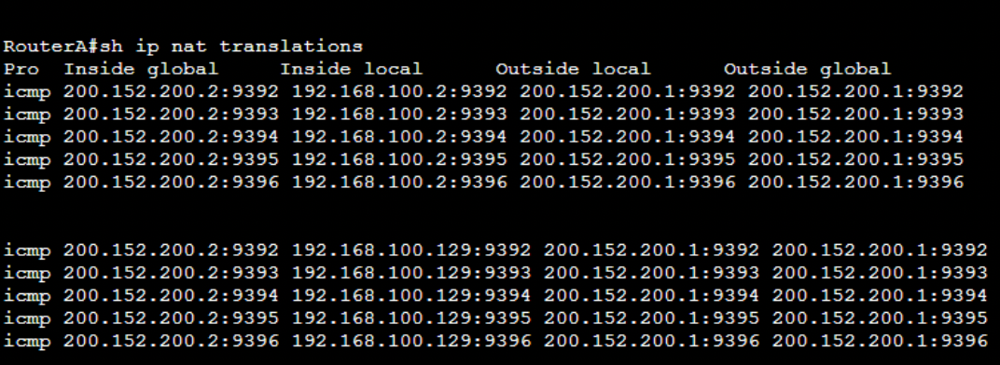 RouterA#sh ip nat translations
Pro Inside global Inside local Outside local Outside global
icmp 200.152.200.2:9392 192.168.100.2:9392 200.152.200.1:9392 200.152.200.1:9392
icmp 200.152.200.2:9393 192.168.100.2:9393 200.152.200.1:9393 200.152.200.1:9393
icmp 200.152.200.2:9394 192.168.100.2:9394 200.152.200.1:9394 200.152.200.1:9394
icmp 200.152.200.2:9395 192.168.100.2:9395 200.152.200.1:9395 200.152.200.1:9395
icmp 200.152.200.2:9396 192.168.100.2:9396 200.152.200.1:9396 200.152.200.1:9396
icmp 200.152.200.2:9392 192.168.100.129:9392 200.152.200.1:9392 200.152.200.1:9392
icmp 200.152.200.2:9393 192.168.100.129:9393 200.152.200.1:9393 200.152.200.1:9393
icmp 200.152.200.2:9394 192.168.100.129:9394 200.152.200.1:9394 200.152.200.1:9394
icmp 200.152.200.2:9395 192.168.100.129:9395 200.152.200.1:9395 200.152.200.1:9395
icmp 200.152.200.2:9396 192.168.100.129:9396 200.152.200.1:9396 200.152.200.1:9396